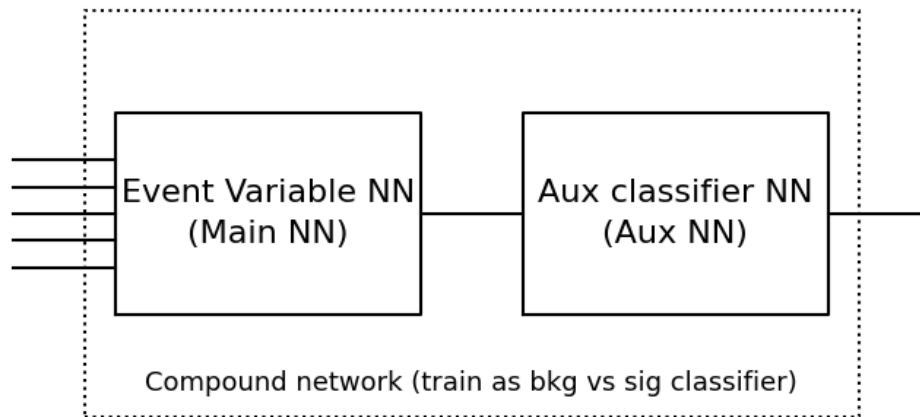 Event Variable NN
(Main NN)
Aux classifier NN
(Aux NN)
Compound network (train as bkg vs sig classifier)